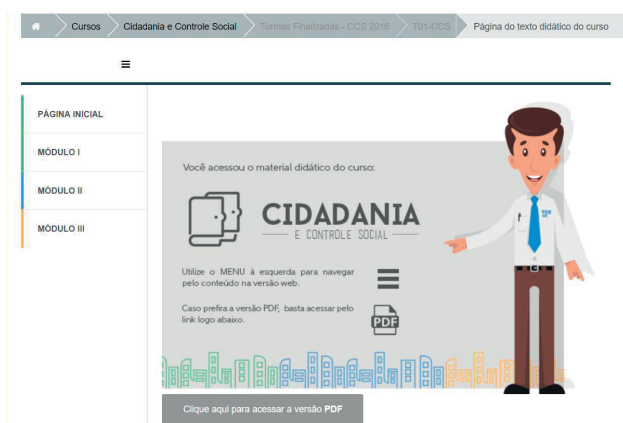 Cursos Cidadania e Controle Social Turmas Finalizadas - CCS 2016 T01-CCS Página do texto didático do curso
PÁGINA INICIAL
MÓDULO I
MÓDULO II
MÓDULO III
Você acessou o material didático do curso:
CIDADANIA
E CONTROLE SOCIAL
Utilize o MENU à esquerda para navegar
pelo conteúdo na versão web.
Caso prefira a versão PDF, basta acessar pelo
link logo abaixo.
PDF
Clique aqui para acessar a versão PDF